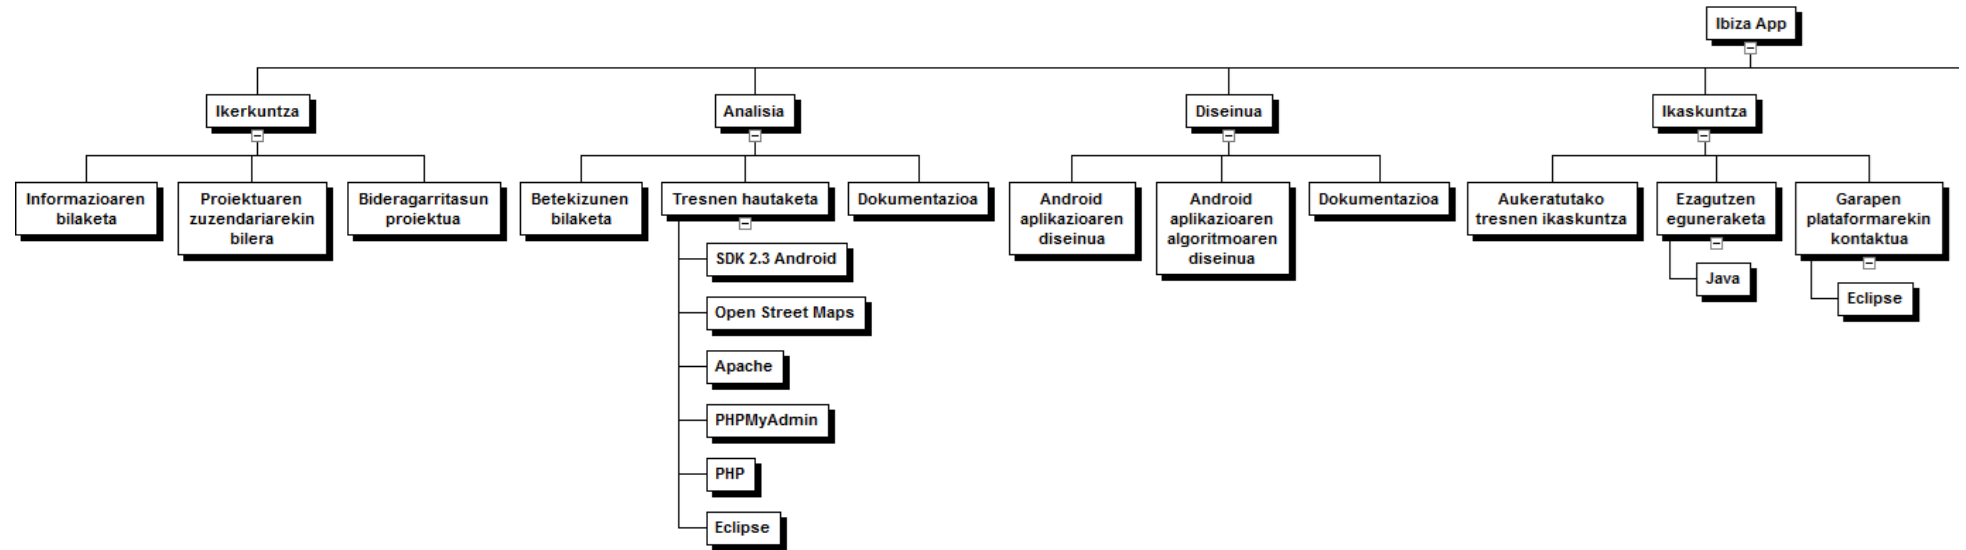 Ibiza App
Ikerkuntza
Analisia
Diseinua
Ikaskuntza
Informazioaren
bilaketa
Proiektuaren
zuzendariarekin
bilera
Bideragarritasun
proiektua
Betekizunen
bilaketa
Tresnen hautaketa
Dokumentazioa
Android
aplikazioaren
diseinua
Android
aplikazioaren
algoritmoaren
diseinua
Dokumentazioa
Aukeratutako
tresnen ikaskuntza
Ezagutzen
eguneraketa
Garapen
plataformarekin
kontaktua
SDK 2.3 Android
Open Street Maps
Apache
PHPMyAdmin
PHP
Eclipse
Java
Eclipse